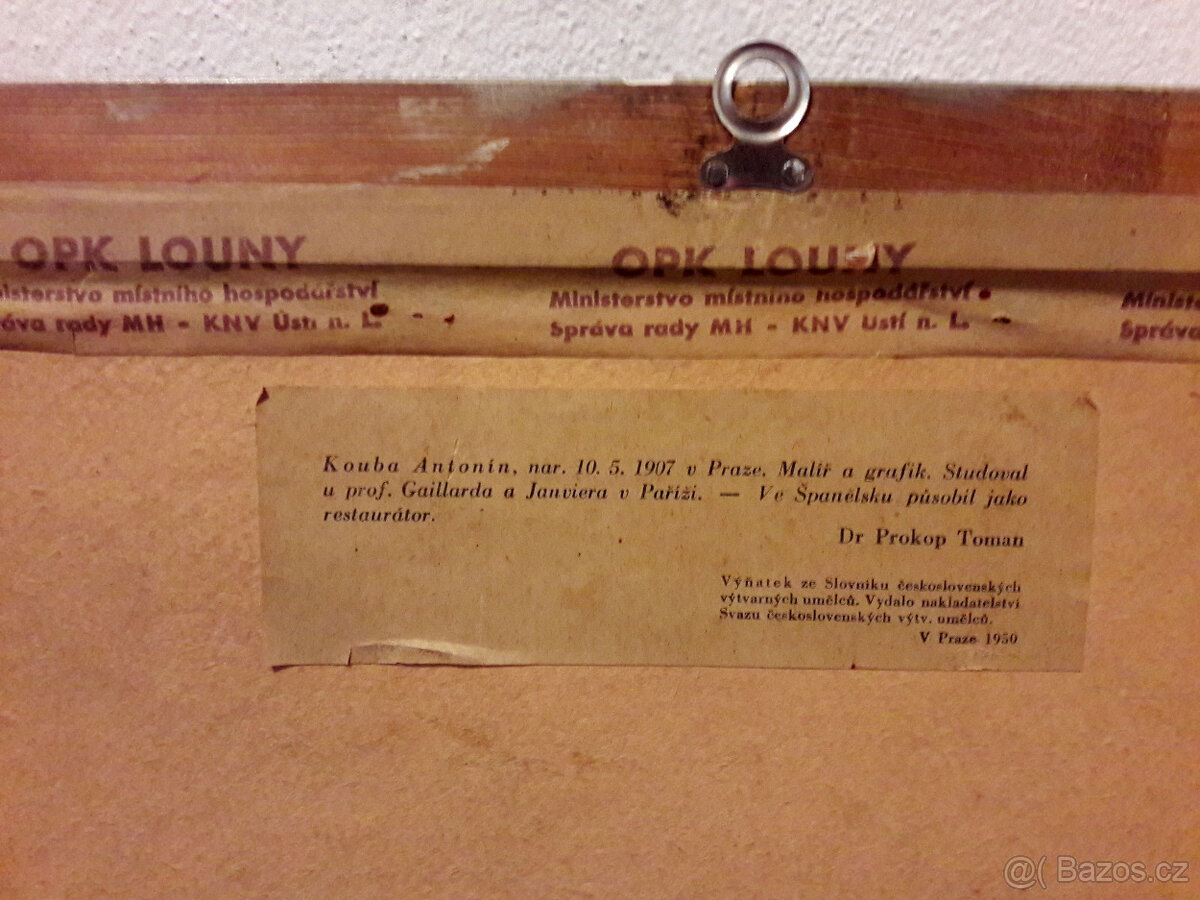 OPK LOUNY
OPK LOUNY
nisterstvo místního hospodářství
Ministerstvo místního hospodářství
Minist
áva rady MH - KNV Ústí n. L.
Správa rady MH - KNV Ústí n. L.
Správa
Kouba Antonín, nar. 10. 5. 1907 v Praze. Malíř a grafik. Studoval
u prof. Gaillarda a Janviera v Paříži. — Ve Španělsku působil jako
restaurátor.
Dr Prokop Toman
Výňatek ze Slovníku československých
výtvarných umělců. Vydalo nakladatelství
Svazu československých výtv. umělců.
V Praze 1950
@( Bazos.cz